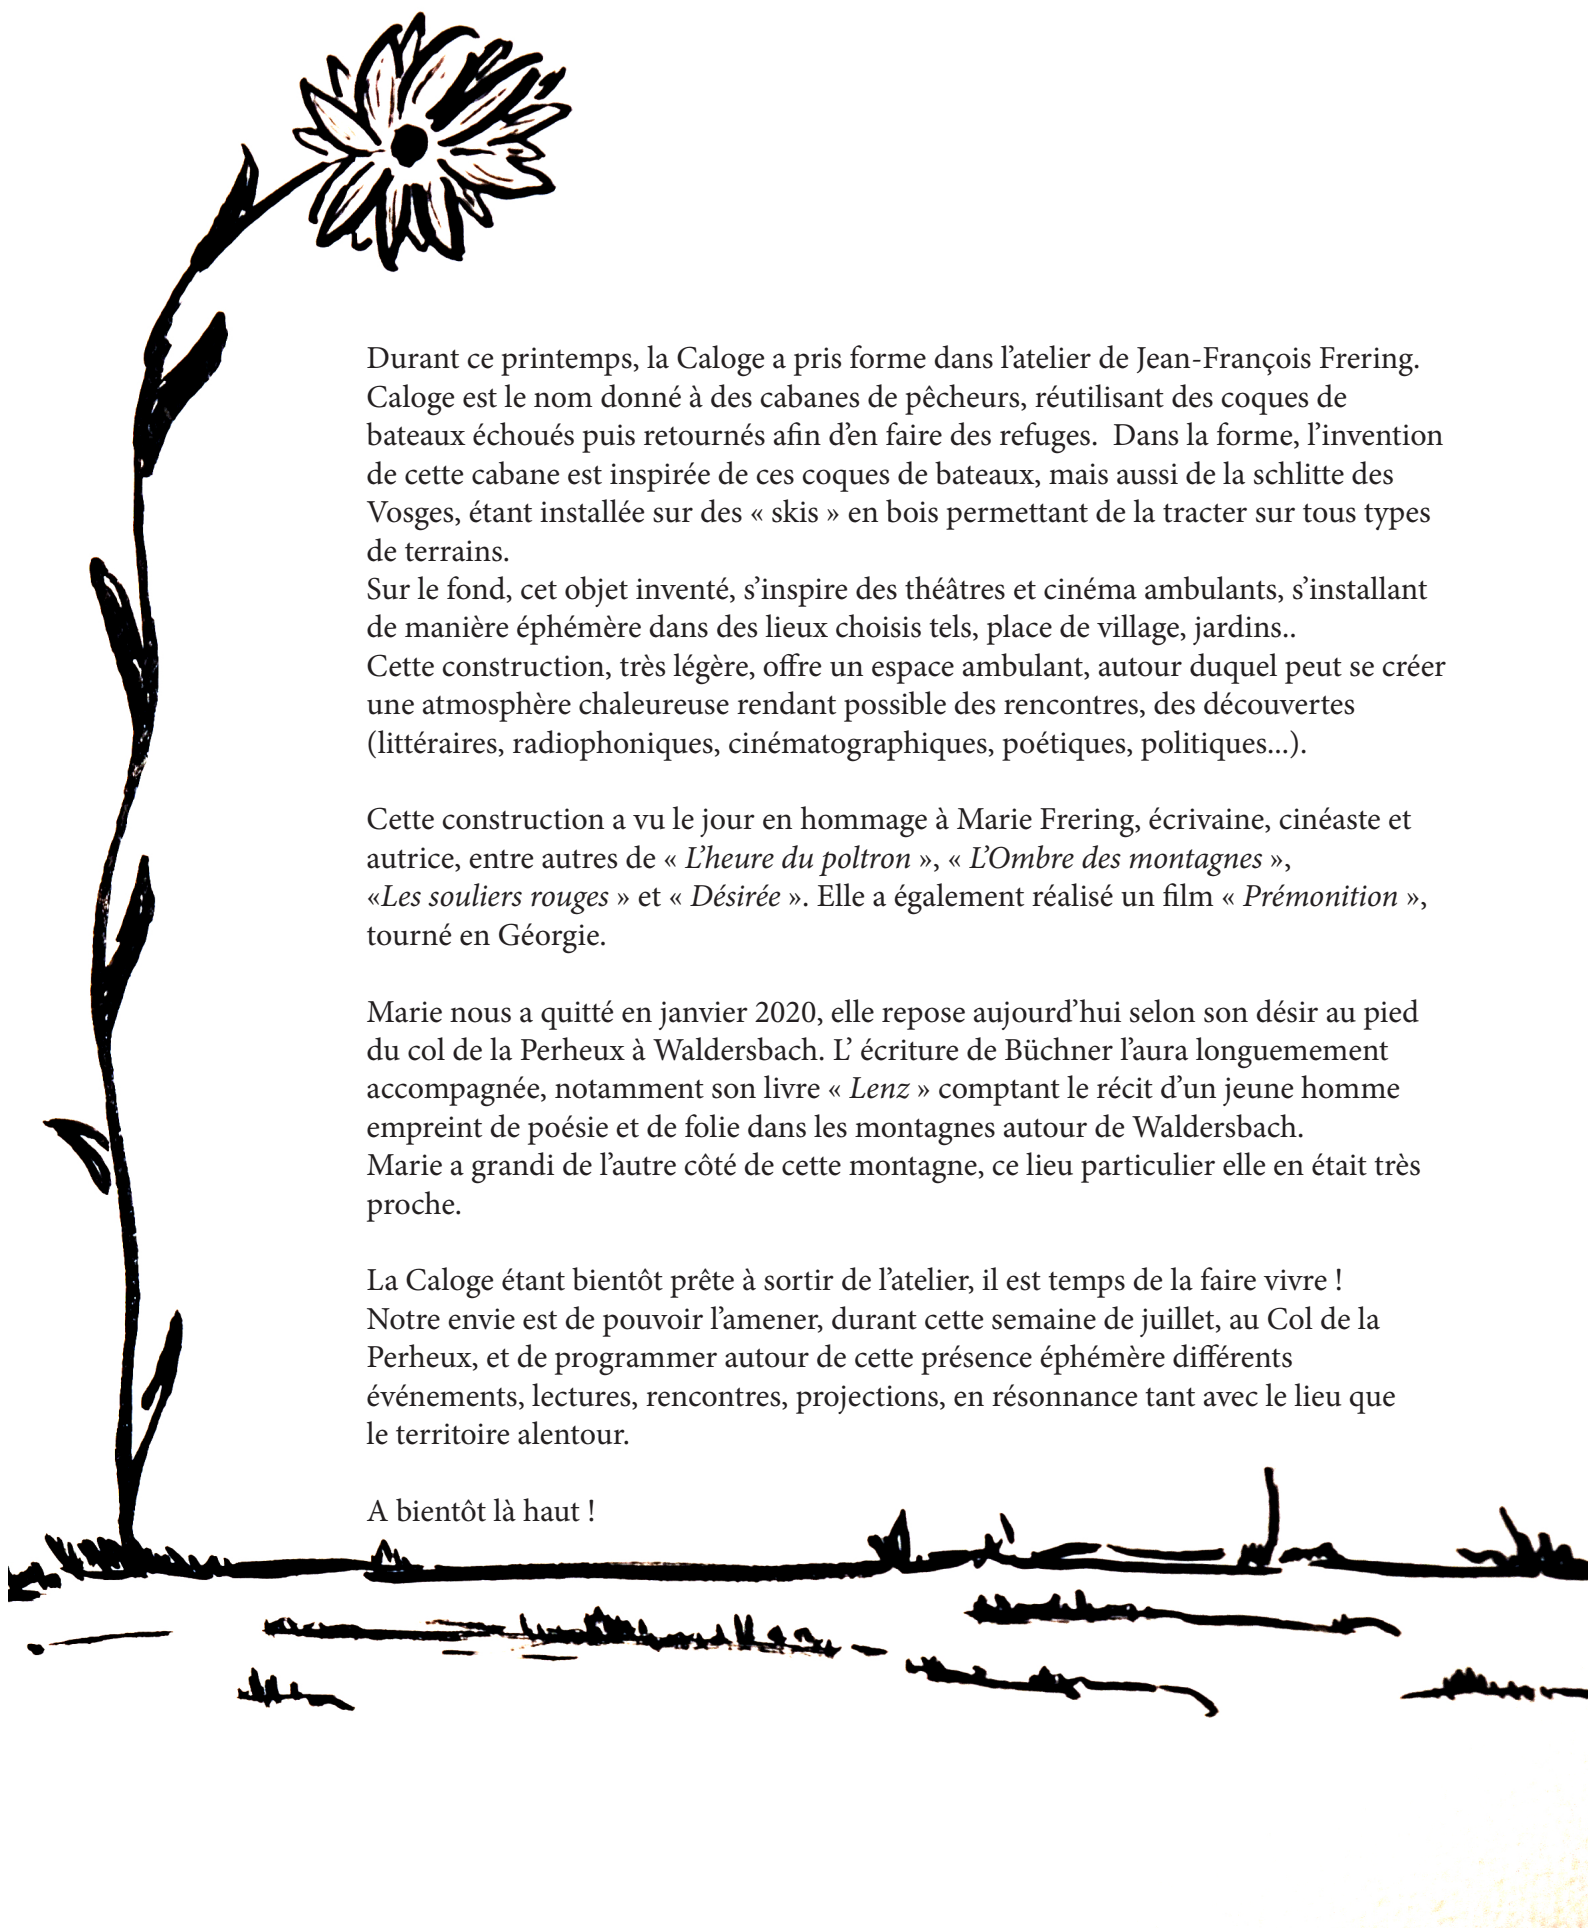 Durant ce printemps, la Caloge a pris forme dans l’atelier de Jean-François Frering.
Caloge est le nom donné à des cabanes de pêcheurs, réutilisant des coques de
bateaux échoués puis retournés afin d’en faire des refuges.  Dans la forme, l’invention
de cette cabane est inspirée de ces coques de bateaux, mais aussi de la schlitte des
Vosges, étant installée sur des « skis » en bois permettant de la tracter sur tous types
de terrains.
Sur le fond, cet objet inventé, s’inspire des théâtres et cinéma ambulants, s’installant
de manière éphémère dans des lieux choisis tels, place de village, jardins..
Cette construction, très légère, offre un espace ambulant, autour duquel peut se créer
une atmosphère chaleureuse rendant possible des rencontres, des découvertes
(littéraires, radiophoniques, cinématographiques, poétiques, politiques...).
Cette construction a vu le jour en hommage à Marie Frering, écrivaine, cinéaste et
autrice, entre autres de « L’heure du poltron », « L’Ombre des montagnes »,
«Les souliers rouges » et « Désirée ». Elle a également réalisé un film « Prémonition »,
tourné en Géorgie.
Marie nous a quitté en janvier 2020, elle repose aujourd’hui selon son désir au pied
du col de la Perheux à Waldersbach. L’ écriture de Büchner l’aura longuemement
accompagnée, notamment son livre « Lenz » comptant le récit d’un jeune homme
empreint de poésie et de folie dans les montagnes autour de Waldersbach.
Marie a grandi de l’autre côté de cette montagne, ce lieu particulier elle en était très
proche.
La Caloge étant bientôt prête à sortir de l’atelier, il est temps de la faire vivre !
Notre envie est de pouvoir l’amener, durant cette semaine de juillet, au Col de la
Perheux, et de programmer autour de cette présence éphémère différents
événements, lectures, rencontres, projections, en résonnance tant avec le lieu que
le territoire alentour.
A bientôt là haut !